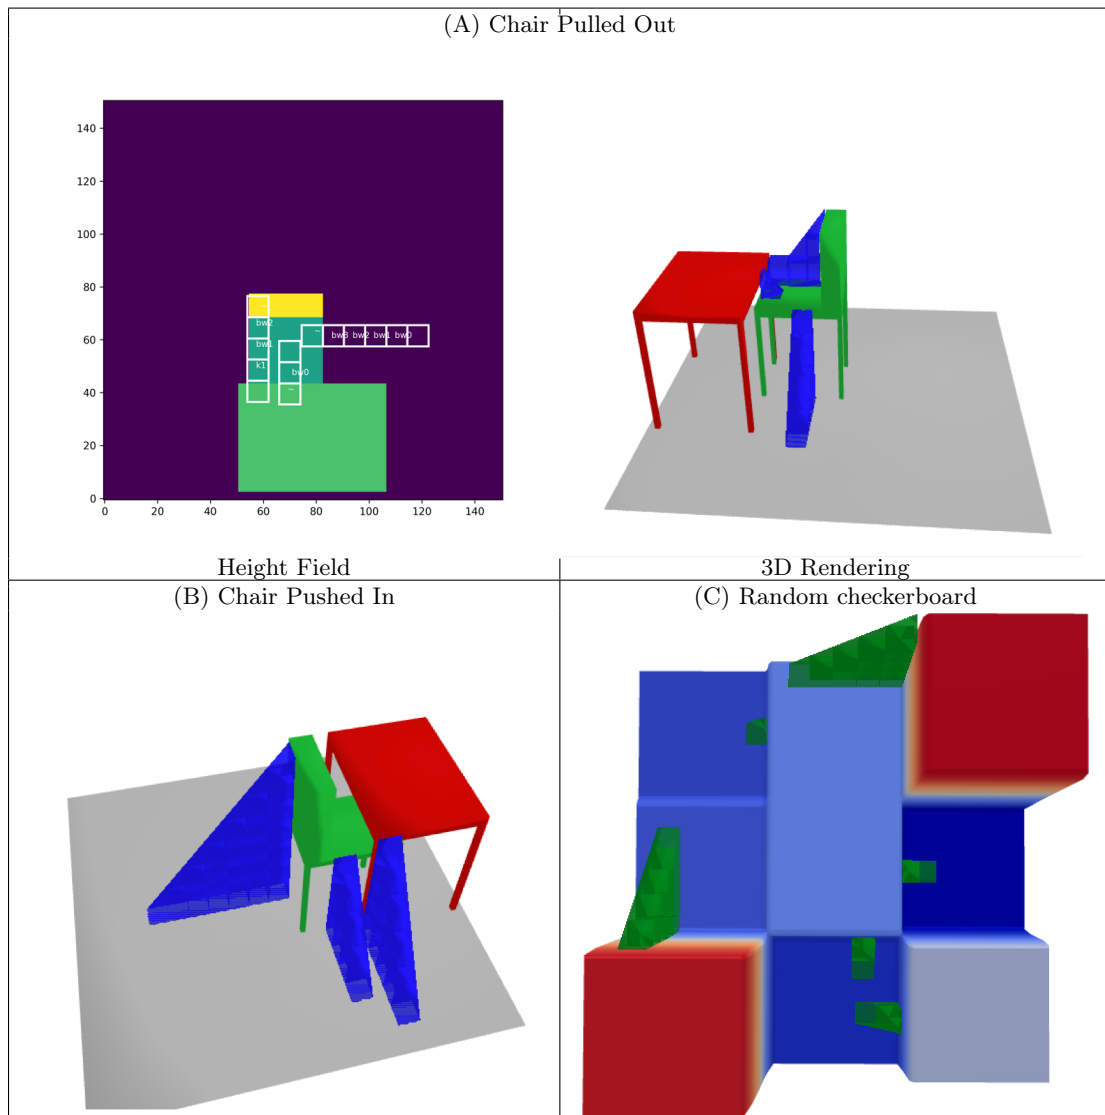 (A) Chair Pulled Out
140
120
100
80
60
40
20
0
~
bw2
bw1
k1
bw0
~
~ bw3 bw2 bw1 bw0
0 20 40 60 80 100 120 140
Height Field 3D Rendering
(B) Chair Pushed In (C) Random checkerboard